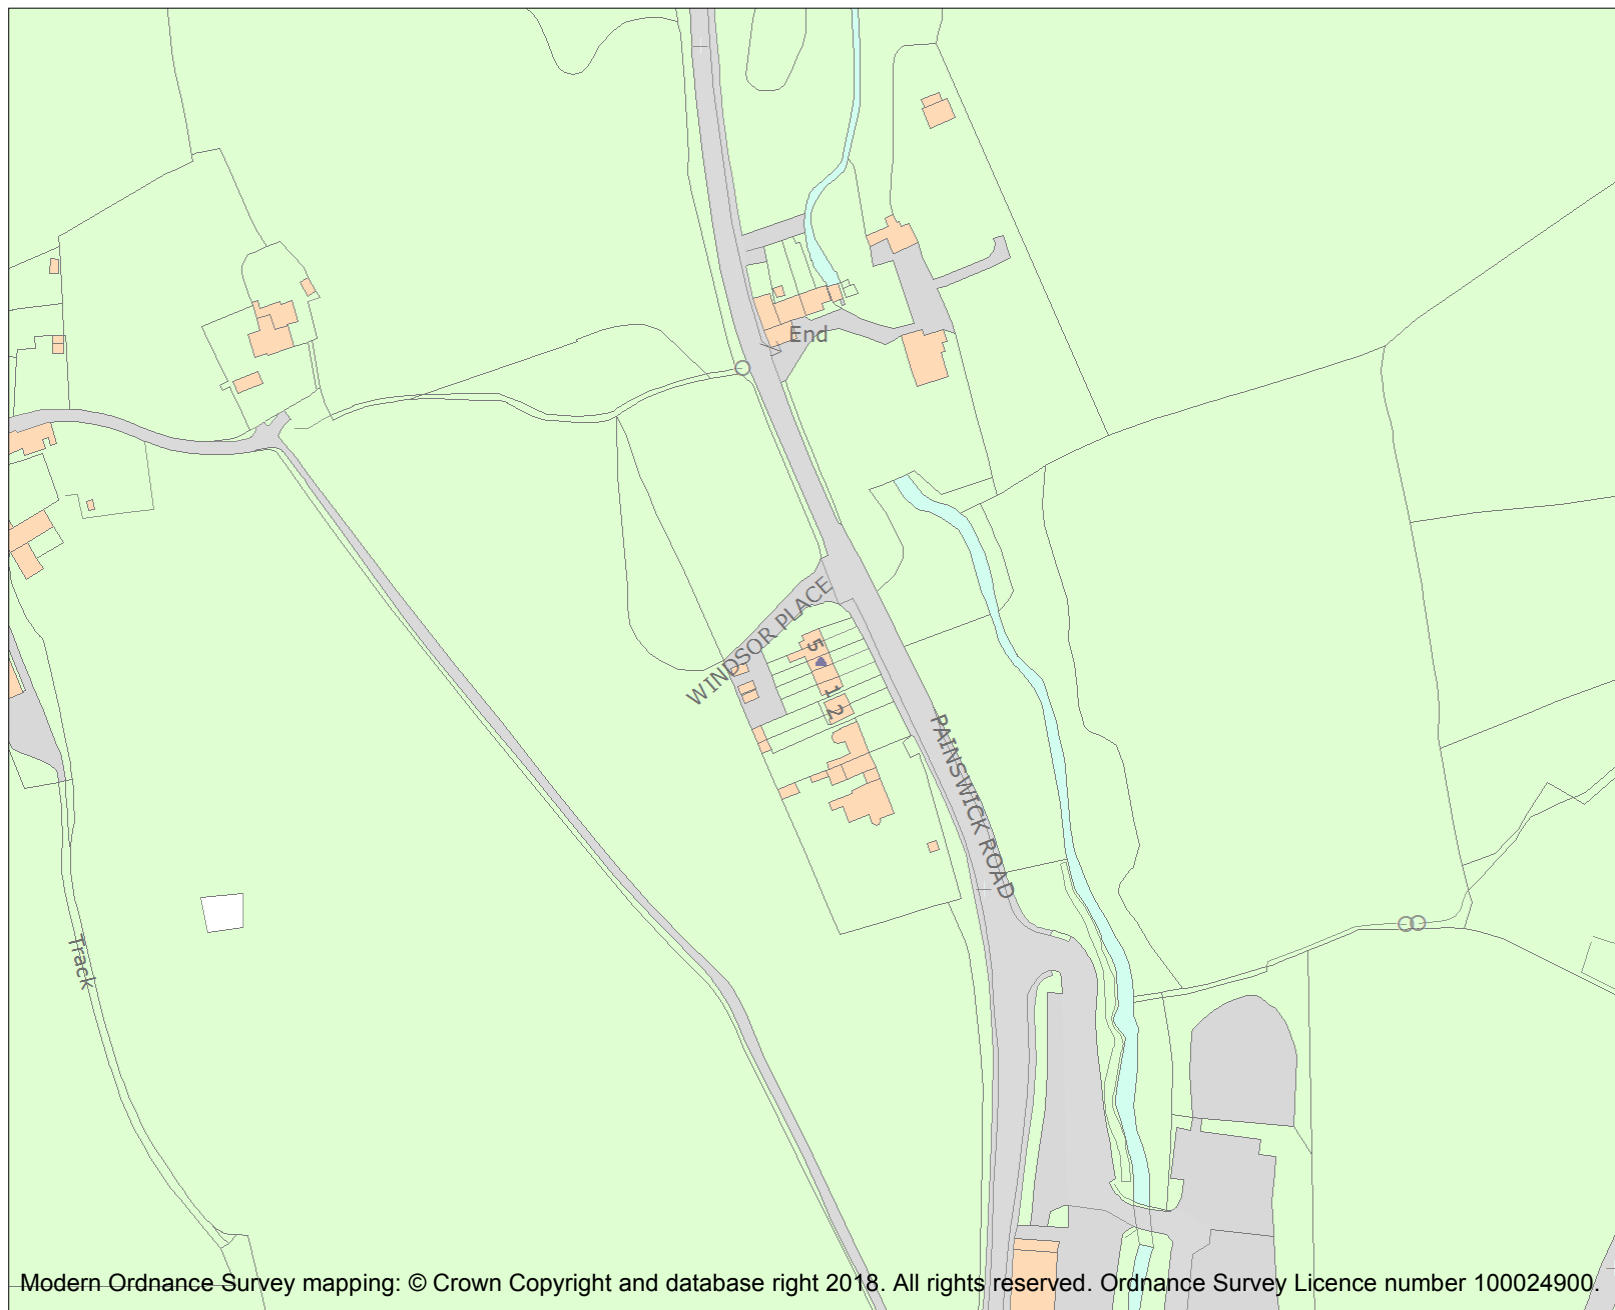 End
WINDSOR PLACE
5
1
2
PAINSWICK ROAD
Track
Modern Ordnance Survey mapping: © Crown Copyright and database right 2018. All rights reserved. Ordnance Survey Licence number 100024900.